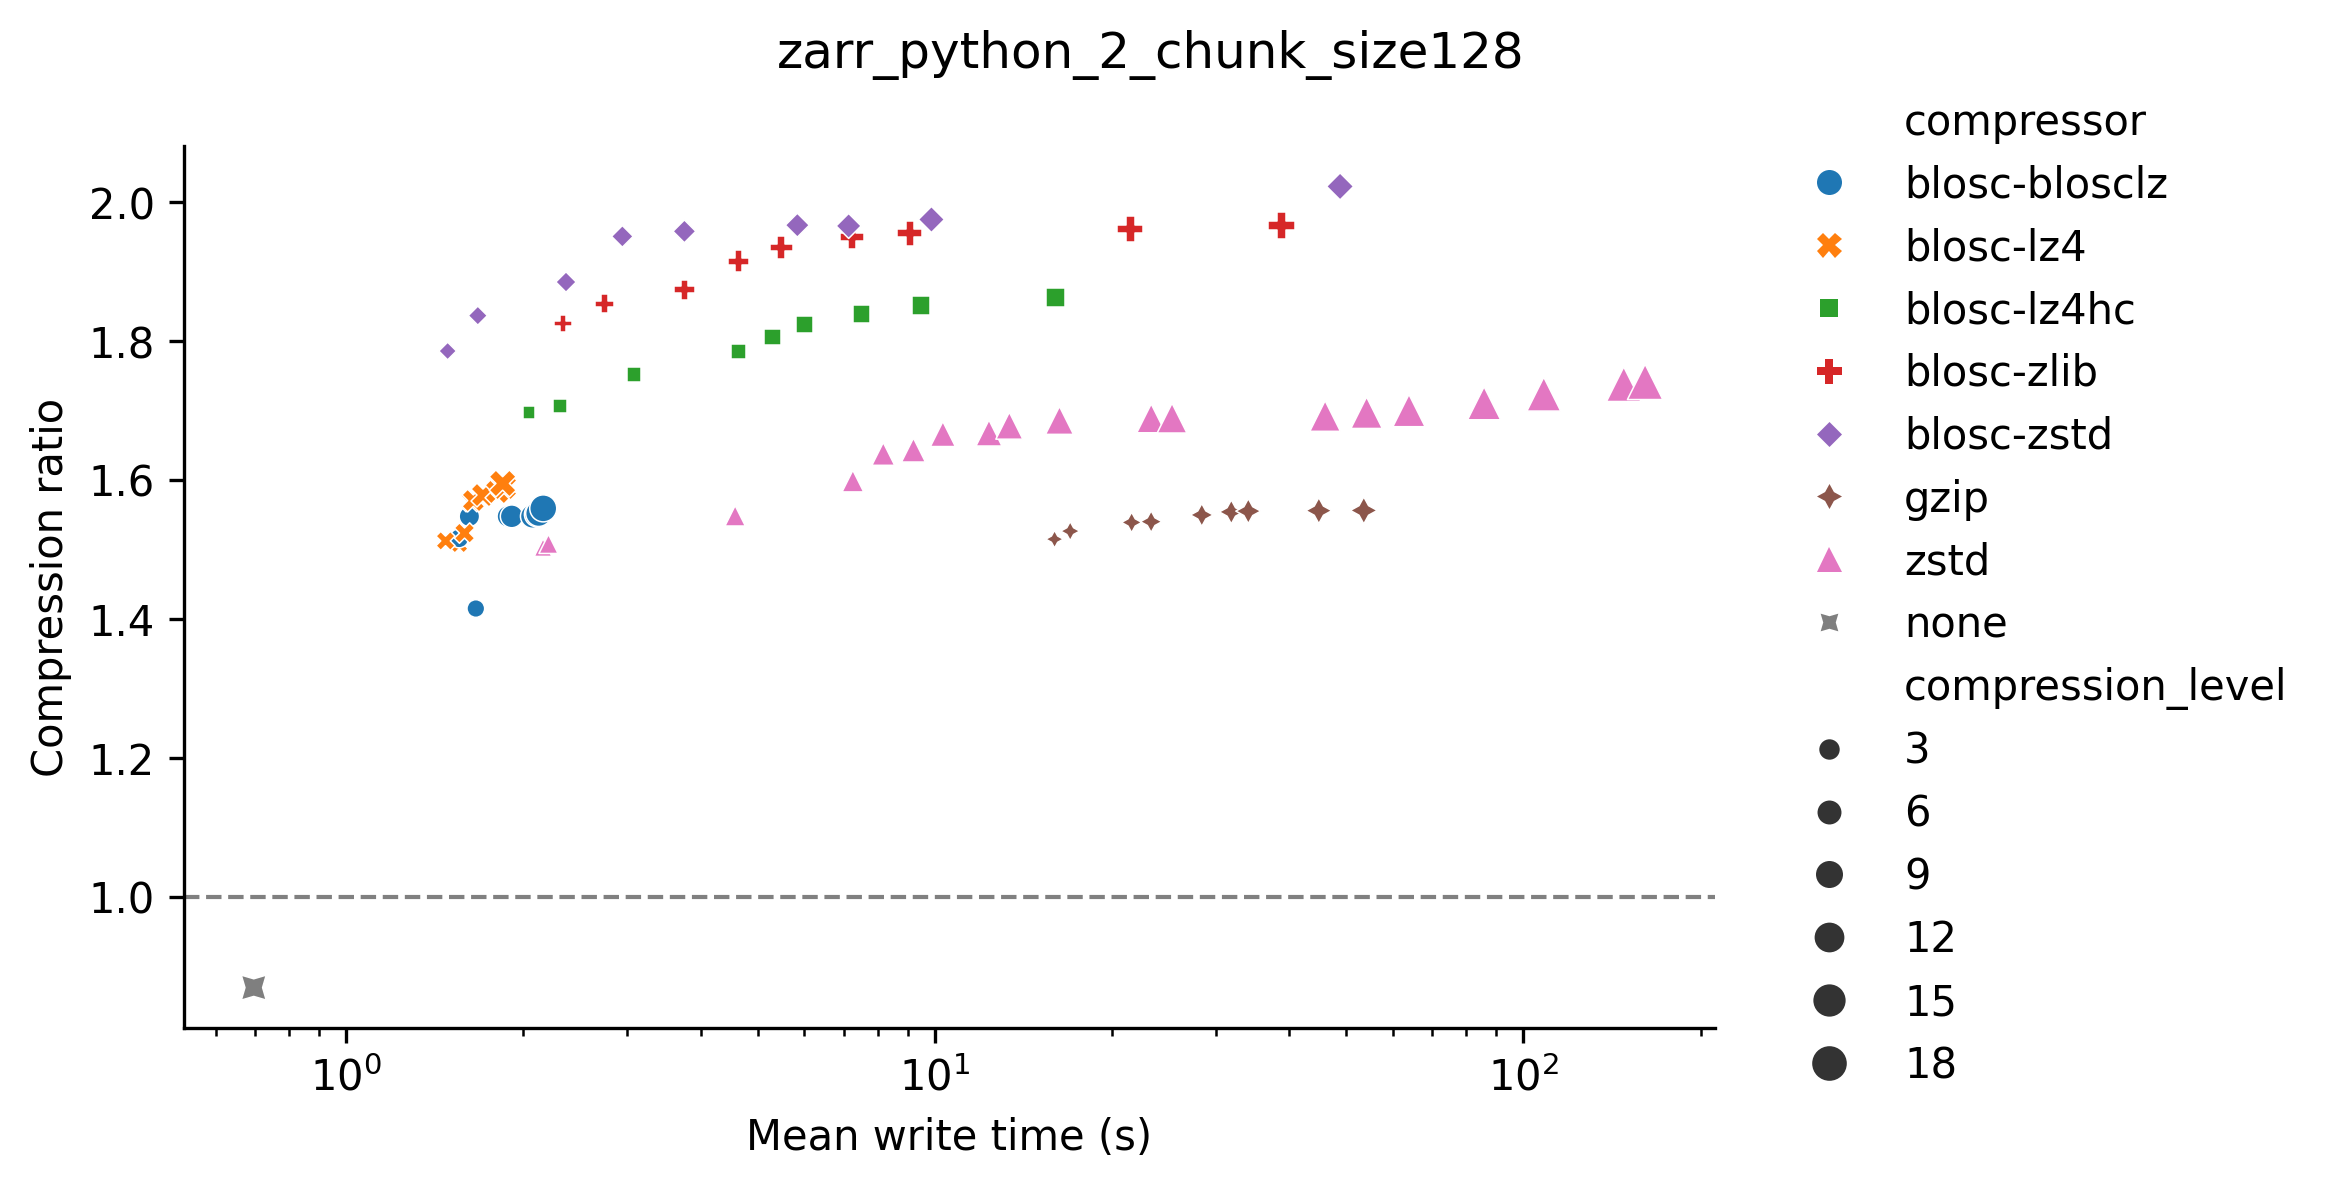 zarr_python_2_chunk_size128
Compression ratio
2.0
1.8
1.6
1.4
1.2
1.0
10⁰
10¹
10²
Mean write time (s)
compressor
blosc-blosclz
blosc-lz4
blosc-lz4hc
blosc-zlib
blosc-zstd
gzip
zstd
none
compression_level
3
6
9
12
15
18